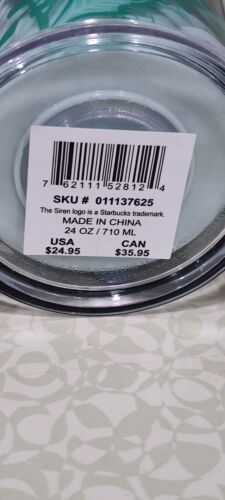 7 62111 52812 4
SKU # 011137625
The Siren logo is a Starbucks trademark.
MADE IN CHINA
24 OZ / 710 ML
USA CAN
$24.95 $35.95